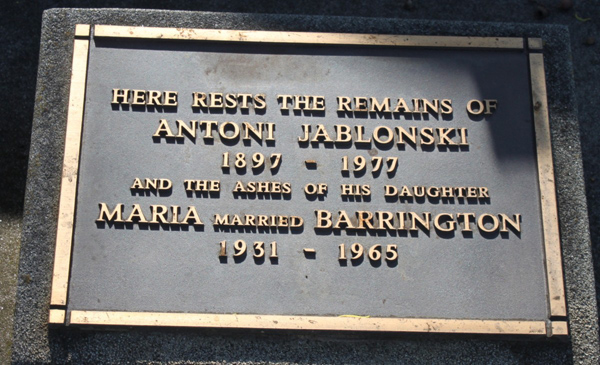 HERE RESTS THE REMAINS OF
ANTONI JABLONSKI
1897 - 1977
AND THE ASHES OF HIS DAUGHTER
MARIA MARRIED BARRINGTON
1931 - 1965